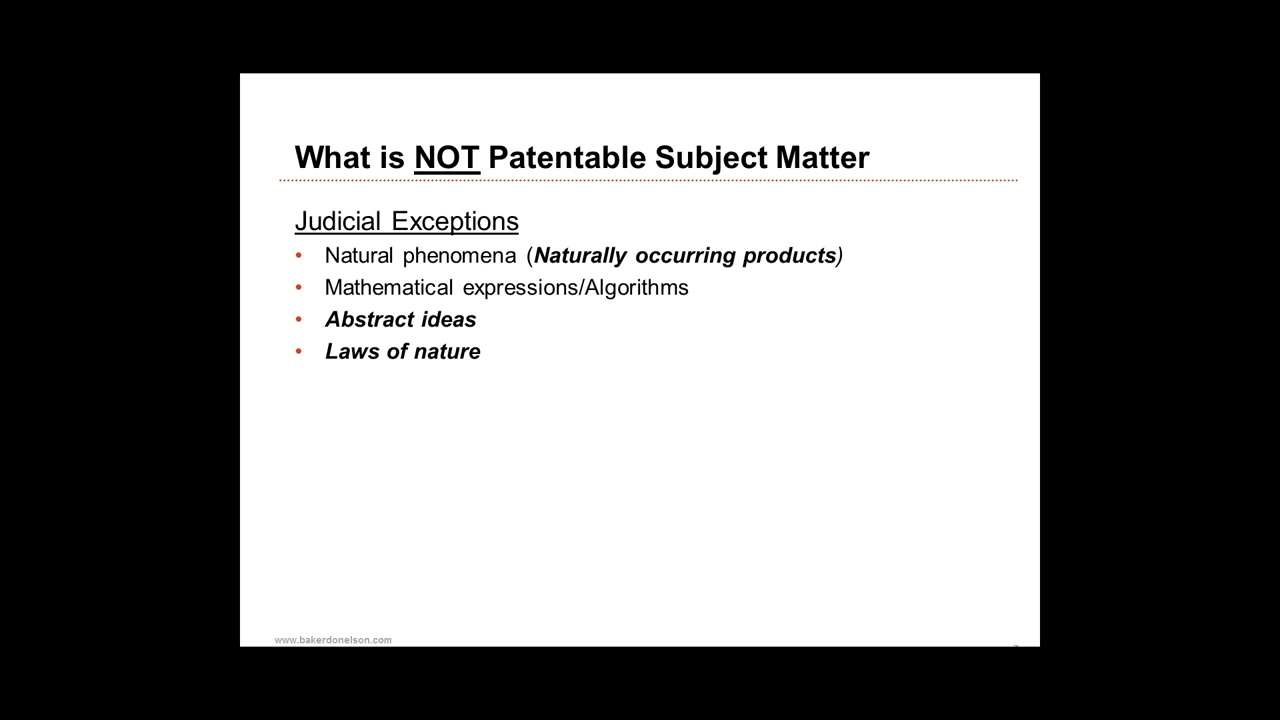 What is NOT Patentable Subject Matter
Judicial Exceptions
• Natural phenomena (Naturally occurring products)
• Mathematical expressions/Algorithms
• Abstract ideas
• Laws of nature
www.bakerdonelson.com